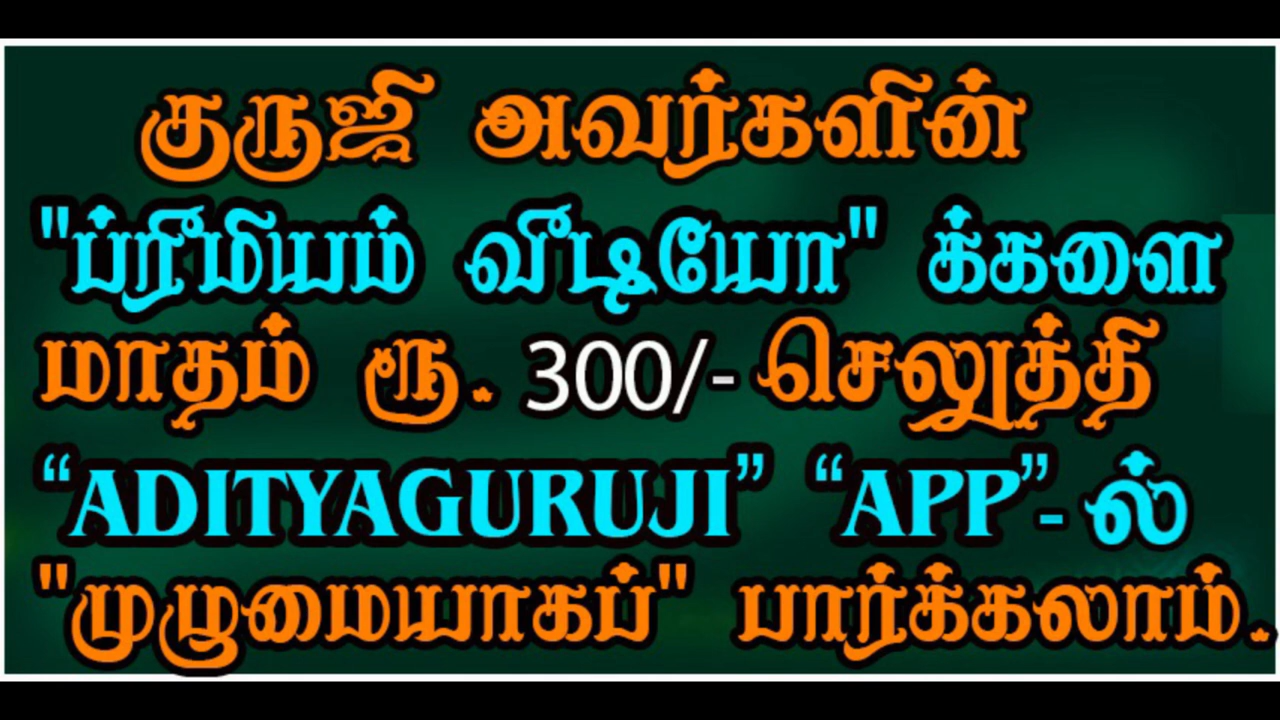 குருஜி அவர்களின்
"ப்ரீமியம் வீடியோ" க்களை
மாதம் ரூ. 300/- செலுத்தி
“ADITYAGURUJI” “APP”-ல்
"முழுமையாகப்" பார்க்கலாம்.